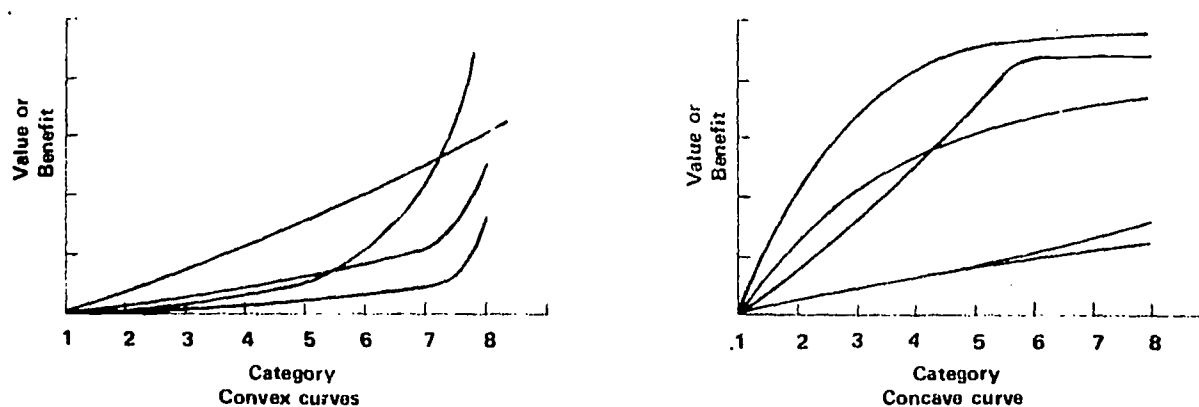 Value or
Benefit
1 2 3 4 5 6 7 8
Category
Convex curves
Value or
Benefit
.1 2 3 4 5 6 7 8
Category
Concave curve